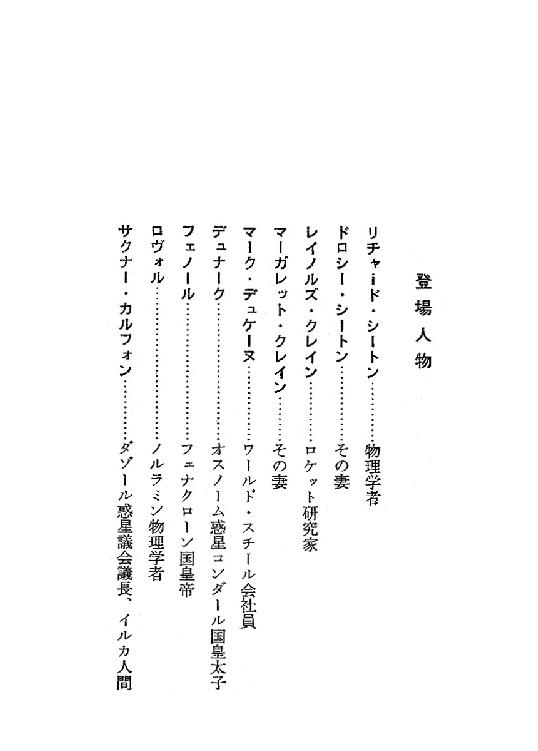 登場人物
リチャード・シートン…………物理学者
ドロシー・シートン……………その妻
レイノルズ・クレイン…………ロケット研究家
マーガレット・クレイン………その妻
マーク・デュケーヌ……………ワールド・スチール会社員
デュナーク………………………オスノーム惑星コンダール国皇太子
フェノール………………………フェナクローン国皇帝
ロヴォル…………………………ノルラミン物理学者
サクナー・カルフォン…………ダゾール惑星議会議長、イルカ人間